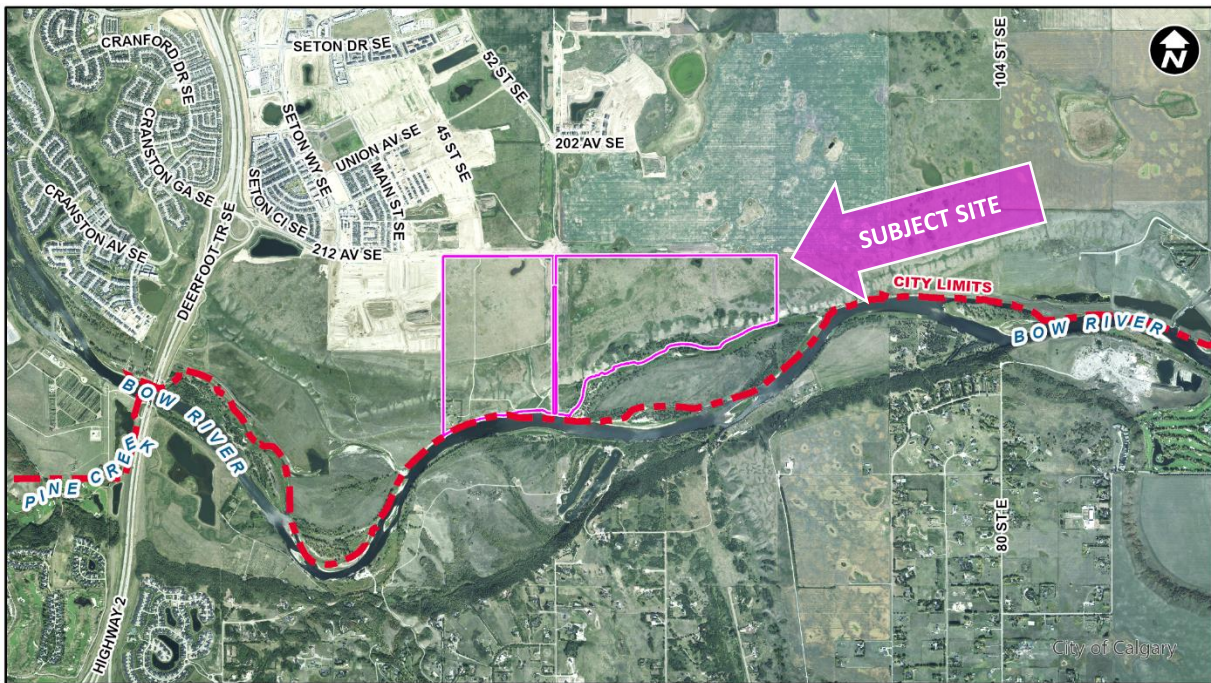 CRANFORD DR SE
SETON DR SE
52 ST SE
104 ST SE
N
CRANSTON GA SE
SETON WY SE
UNION AV SE
45 ST SE
202 AV SE
MAIN ST SE
CRANSTON AV SE
SETON CI SE
212 AV SE
DEERFOOT TR SE
SUBJECT SITE
CITY LIMITS
BOW RIVER
BOW RIVER
PINE CREEK
80 ST E
HIGHWAY 2
City of Calgary